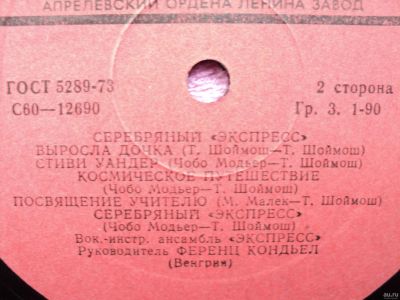 АПРЕЛЕВСКИЙ ОРДЕНА ЛЕНИНА ЗАВОД
ГОСТ 5289-73
С60—12690
2 сторона
Гр. 3. 1-90
СЕРЕБРЯНЫЙ «ЭКСПРЕСС»
ВЫРОСЛА ДОЧКА (Т. Шоймош—Т. Шоймош)
СТИВИ УАНДЕР (Чобо Модьер—Т. Шоймош)
КОСМИЧЕСКОЕ ПУТЕШЕСТВИЕ
(Чобо Модьер—Т. Шоймош)
ПОСВЯЩЕНИЕ УЧИТЕЛЮ (М. Малек—Т. Шоймош)
СЕРЕБРЯНЫЙ «ЭКСПРЕСС»
(Чобо Модьер—Т. Шоймош)
Вок.-инстр. ансамбль «ЭКСПРЕСС»
Руководитель ФЕРЕНЦ КОНДЬЕЛ
(Венгрия)
au.ru